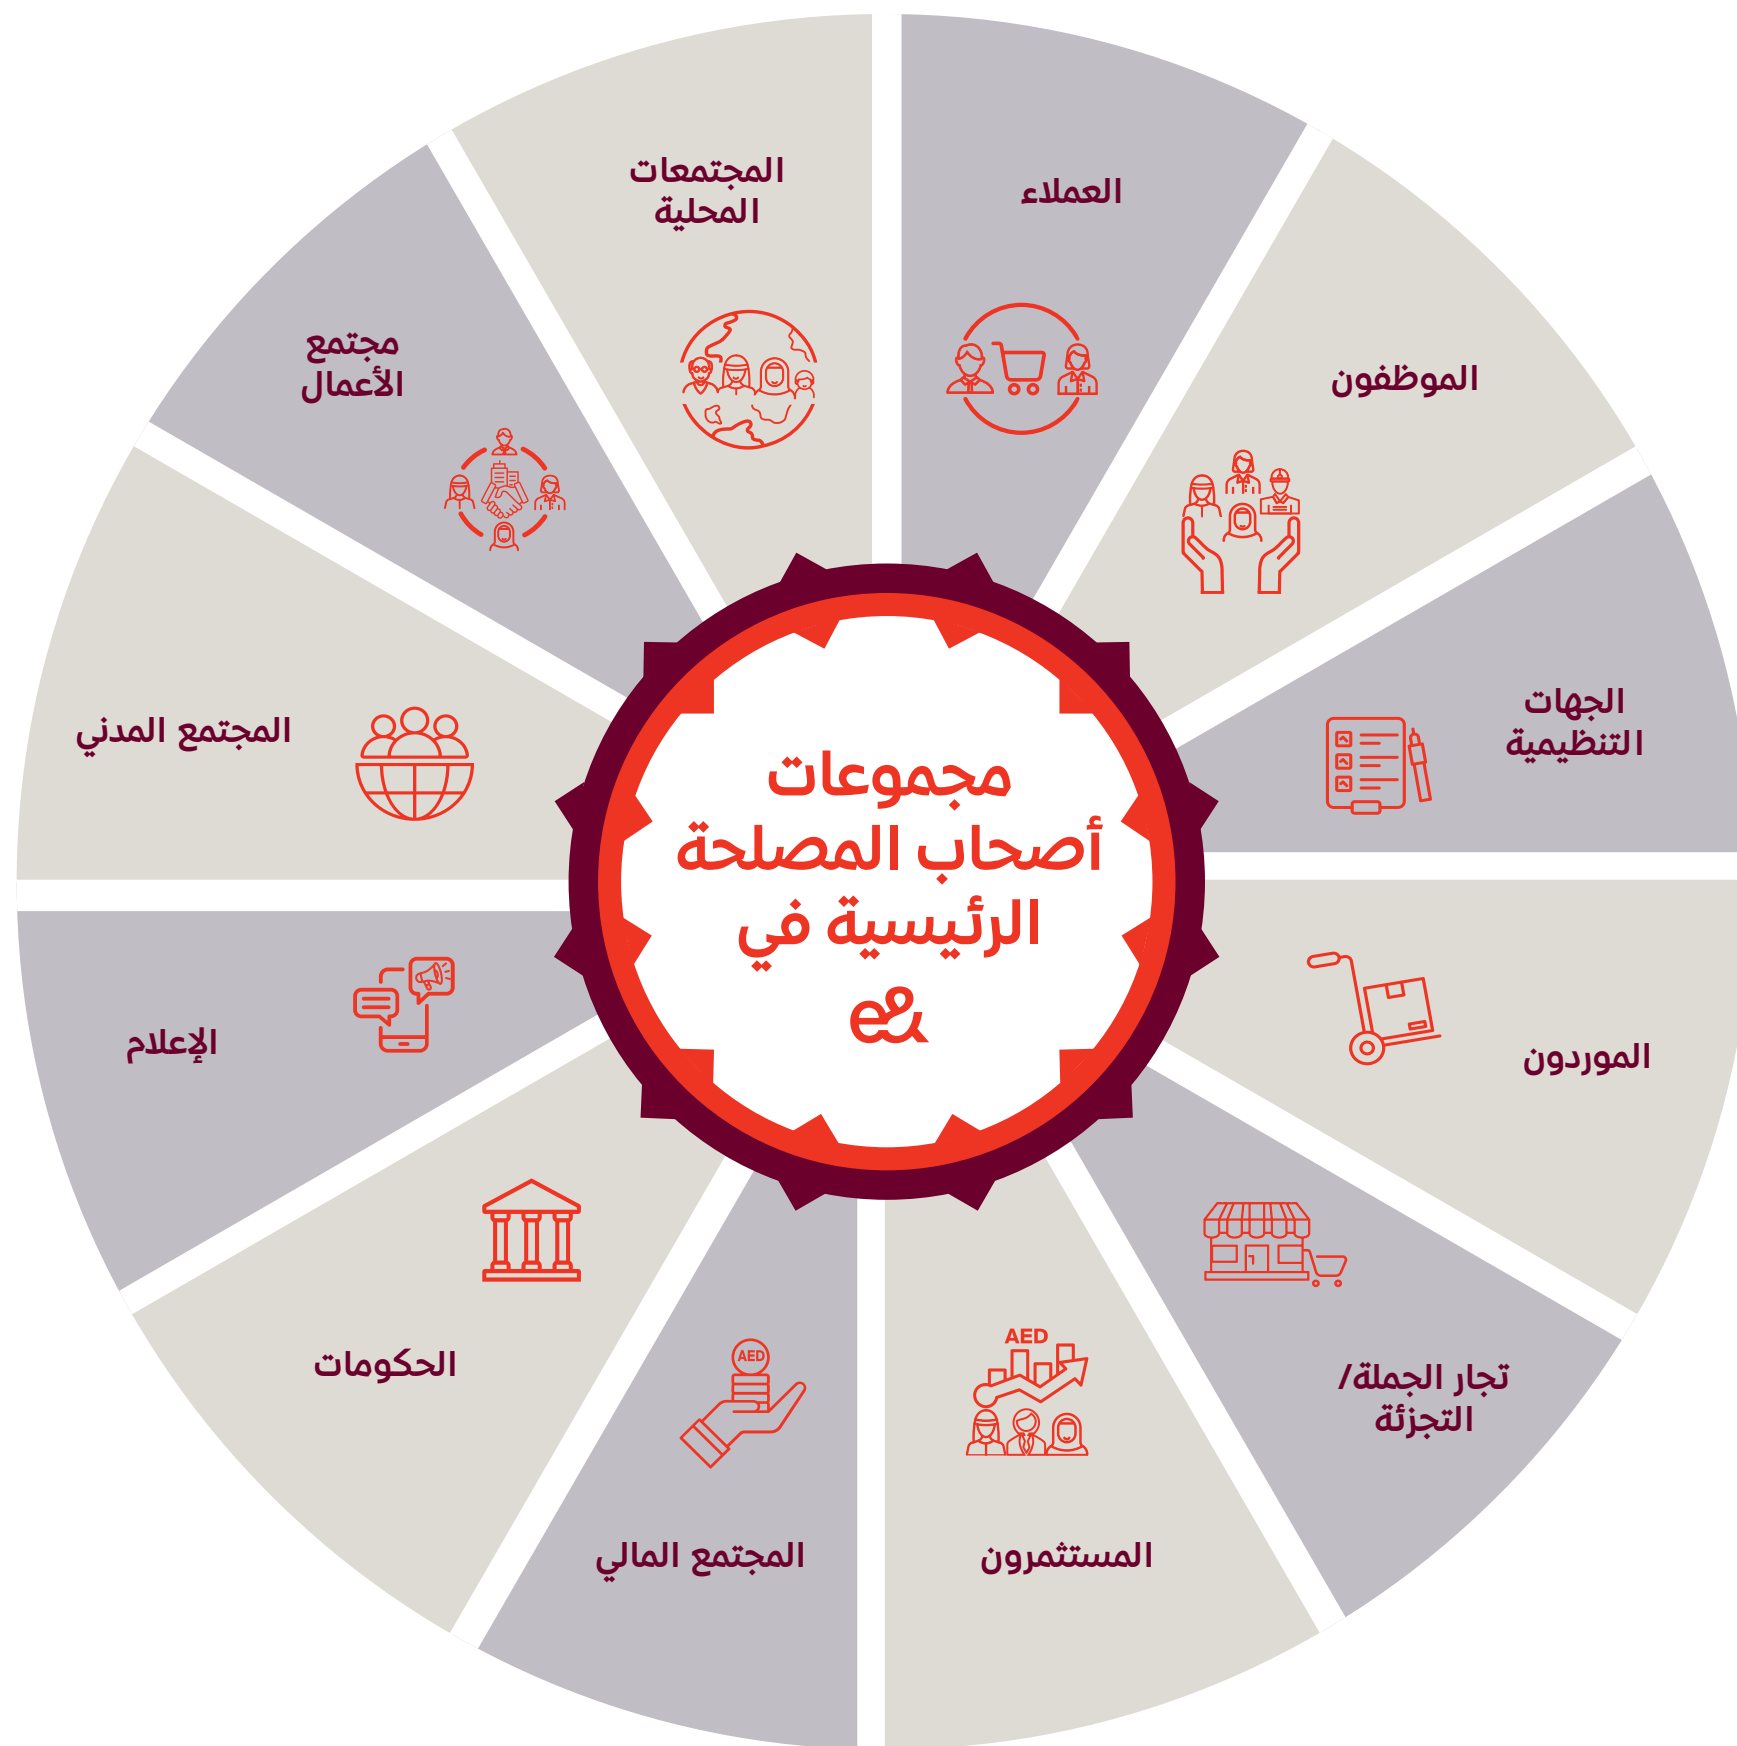 مجموعات
أصحاب المصلحة
الرئيسية في
e&
العملاء
الموظفون
الجهات
التنظيمية
الموردون
تجار الجملة/
التجزئة
AED
المستثمرون
AED
المجتمع المالي
الحكومات
الإعلام
المجتمع المدني
مجتمع
الأعمال
المجتمعات
المحلية